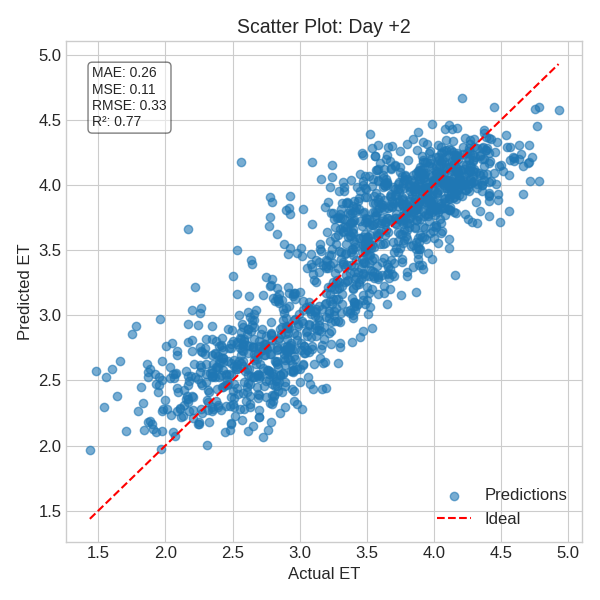 Scatter Plot: Day +2
MAE: 0.26
MSE: 0.11
RMSE: 0.33
R²: 0.77
5.0
4.5
4.0
3.5
3.0
2.5
2.0
1.5
Predicted ET
Predictions
Ideal
1.5 2.0 2.5 3.0 3.5 4.0 4.5 5.0
Actual ET